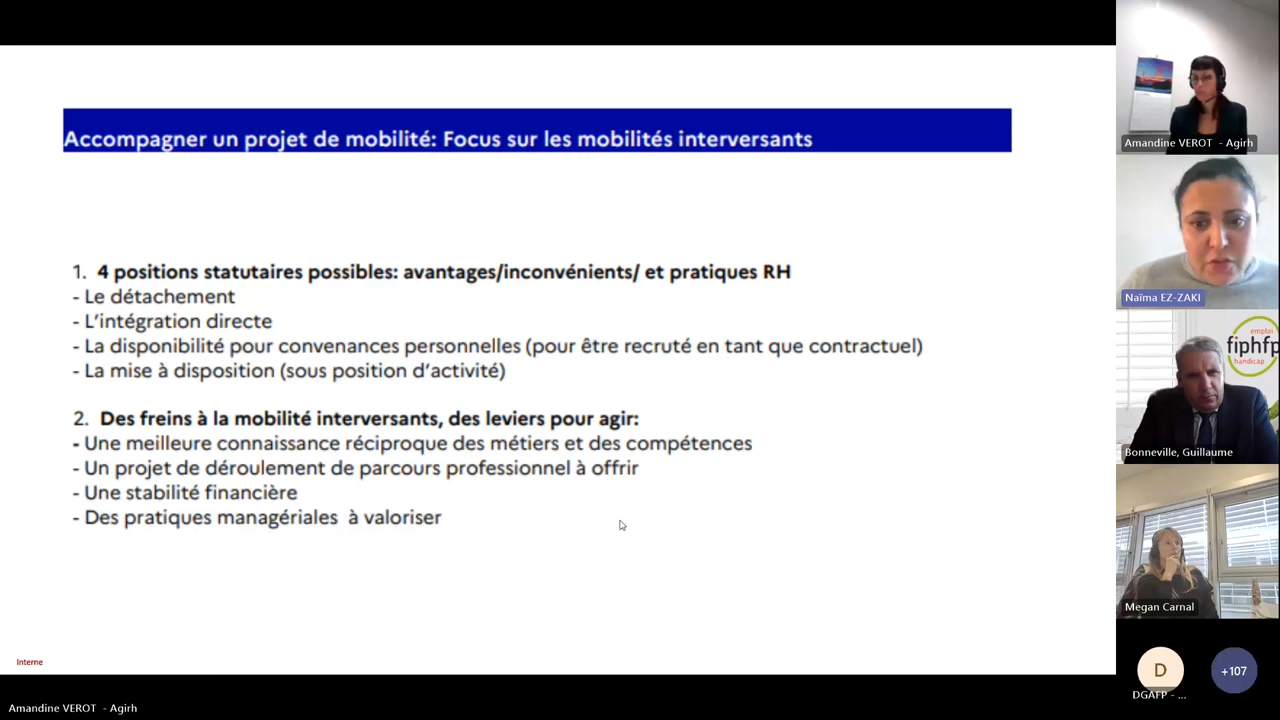 Accompagner un projet de mobilité: Focus sur les mobilités interversants
1. 4 positions statutaires possibles: avantages/inconvénients/ et pratiques RH
- Le détachement
- L'intégration directe
- La disponibilité pour convenances personnelles (pour être recruté en tant que contractuel)
- La mise à disposition (sous position d'activité)
2. Des freins à la mobilité interversants, des leviers pour agir:
- Une meilleure connaissance réciproque des métiers et des compétences
- Un projet de déroulement de parcours professionnel à offrir
- Une stabilité financière
- Des pratiques managériales à valoriser
Interne
Amandine VEROT - Agirh
Amandine VEROT - Agirh
Naïma EZ-ZAKI
emploi
fiphfp
handicap
Bonneville, Guillaume
Megan Carnal
D
+107
DGAFP - ...